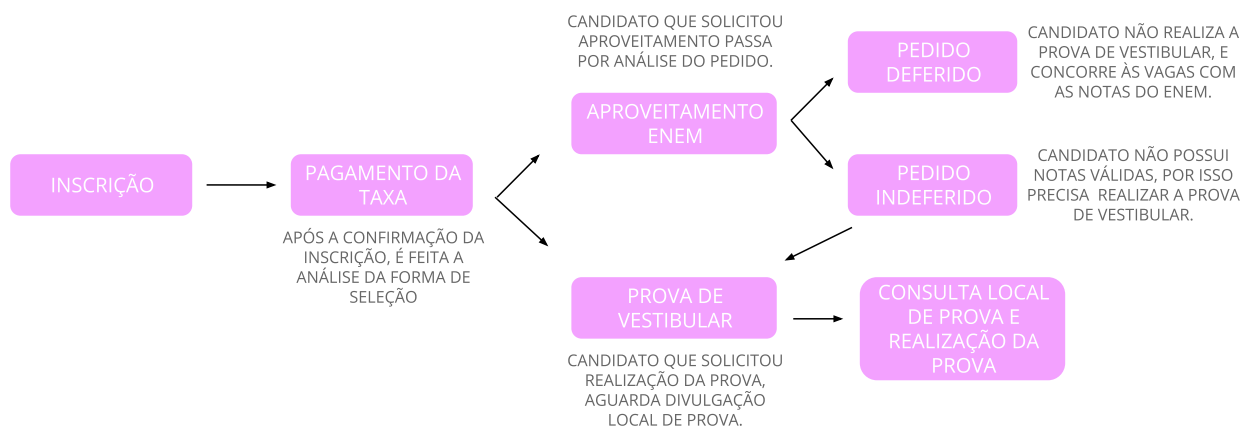 INSCRIÇÃO
PAGAMENTO DA
TAXA
APÓS A CONFIRMAÇÃO DA
INSCRIÇÃO, É FEITA A
ANÁLISE DA FORMA DE
SELEÇÃO
CANDIDATO QUE SOLICITOU
APROVEITAMENTO PASSA
POR ANÁLISE DO PEDIDO.
APROVEITAMENTO
ENEM
PEDIDO
DEFERIDO
CANDIDATO NÃO REALIZA A
PROVA DE VESTIBULAR, E
CONCORRE ÀS VAGAS COM
AS NOTAS DO ENEM.
PEDIDO
INDEFERIDO
CANDIDATO NÃO POSSUI
NOTAS VÁLIDAS, POR ISSO
PRECISA REALIZAR A PROVA
DE VESTIBULAR.
PROVA DE
VESTIBULAR
CANDIDATO QUE SOLICITOU
REALIZAÇÃO DA PROVA,
AGUARDA DIVULGAÇÃO
LOCAL DE PROVA.
CONSULTA LOCAL
DE PROVA E
REALIZAÇÃO DA
PROVA